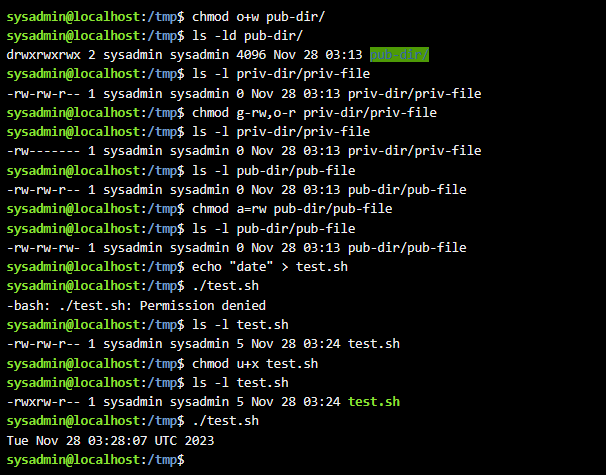 sysadmin@localhost:/tmp$ chmod o+w pub-dir/
sysadmin@localhost:/tmp$ ls -ld pub-dir/
drwxrwxrwx 2 sysadmin sysadmin 4096 Nov 28 03:13 pub-dir/
sysadmin@localhost:/tmp$ ls -l priv-dir/priv-file
-rw-rw-r-- 1 sysadmin sysadmin 0 Nov 28 03:13 priv-dir/priv-file
sysadmin@localhost:/tmp$ chmod g-rw,o-r priv-dir/priv-file
sysadmin@localhost:/tmp$ ls -l priv-dir/priv-file
-rw------- 1 sysadmin sysadmin 0 Nov 28 03:13 priv-dir/priv-file
sysadmin@localhost:/tmp$ ls -l pub-dir/pub-file
-rw-rw-r-- 1 sysadmin sysadmin 0 Nov 28 03:13 pub-dir/pub-file
sysadmin@localhost:/tmp$ chmod a=rw pub-dir/pub-file
sysadmin@localhost:/tmp$ ls -l pub-dir/pub-file
-rw-rw-rw- 1 sysadmin sysadmin 0 Nov 28 03:13 pub-dir/pub-file
sysadmin@localhost:/tmp$ echo "date" > test.sh
sysadmin@localhost:/tmp$ ./test.sh
-bash: ./test.sh: Permission denied
sysadmin@localhost:/tmp$ ls -l test.sh
-rw-rw-r-- 1 sysadmin sysadmin 5 Nov 28 03:24 test.sh
sysadmin@localhost:/tmp$ chmod u+x test.sh
sysadmin@localhost:/tmp$ ls -l test.sh
-rwxrw-r-- 1 sysadmin sysadmin 5 Nov 28 03:24 test.sh
sysadmin@localhost:/tmp$ ./test.sh
Tue Nov 28 03:28:07 UTC 2023
sysadmin@localhost:/tmp$